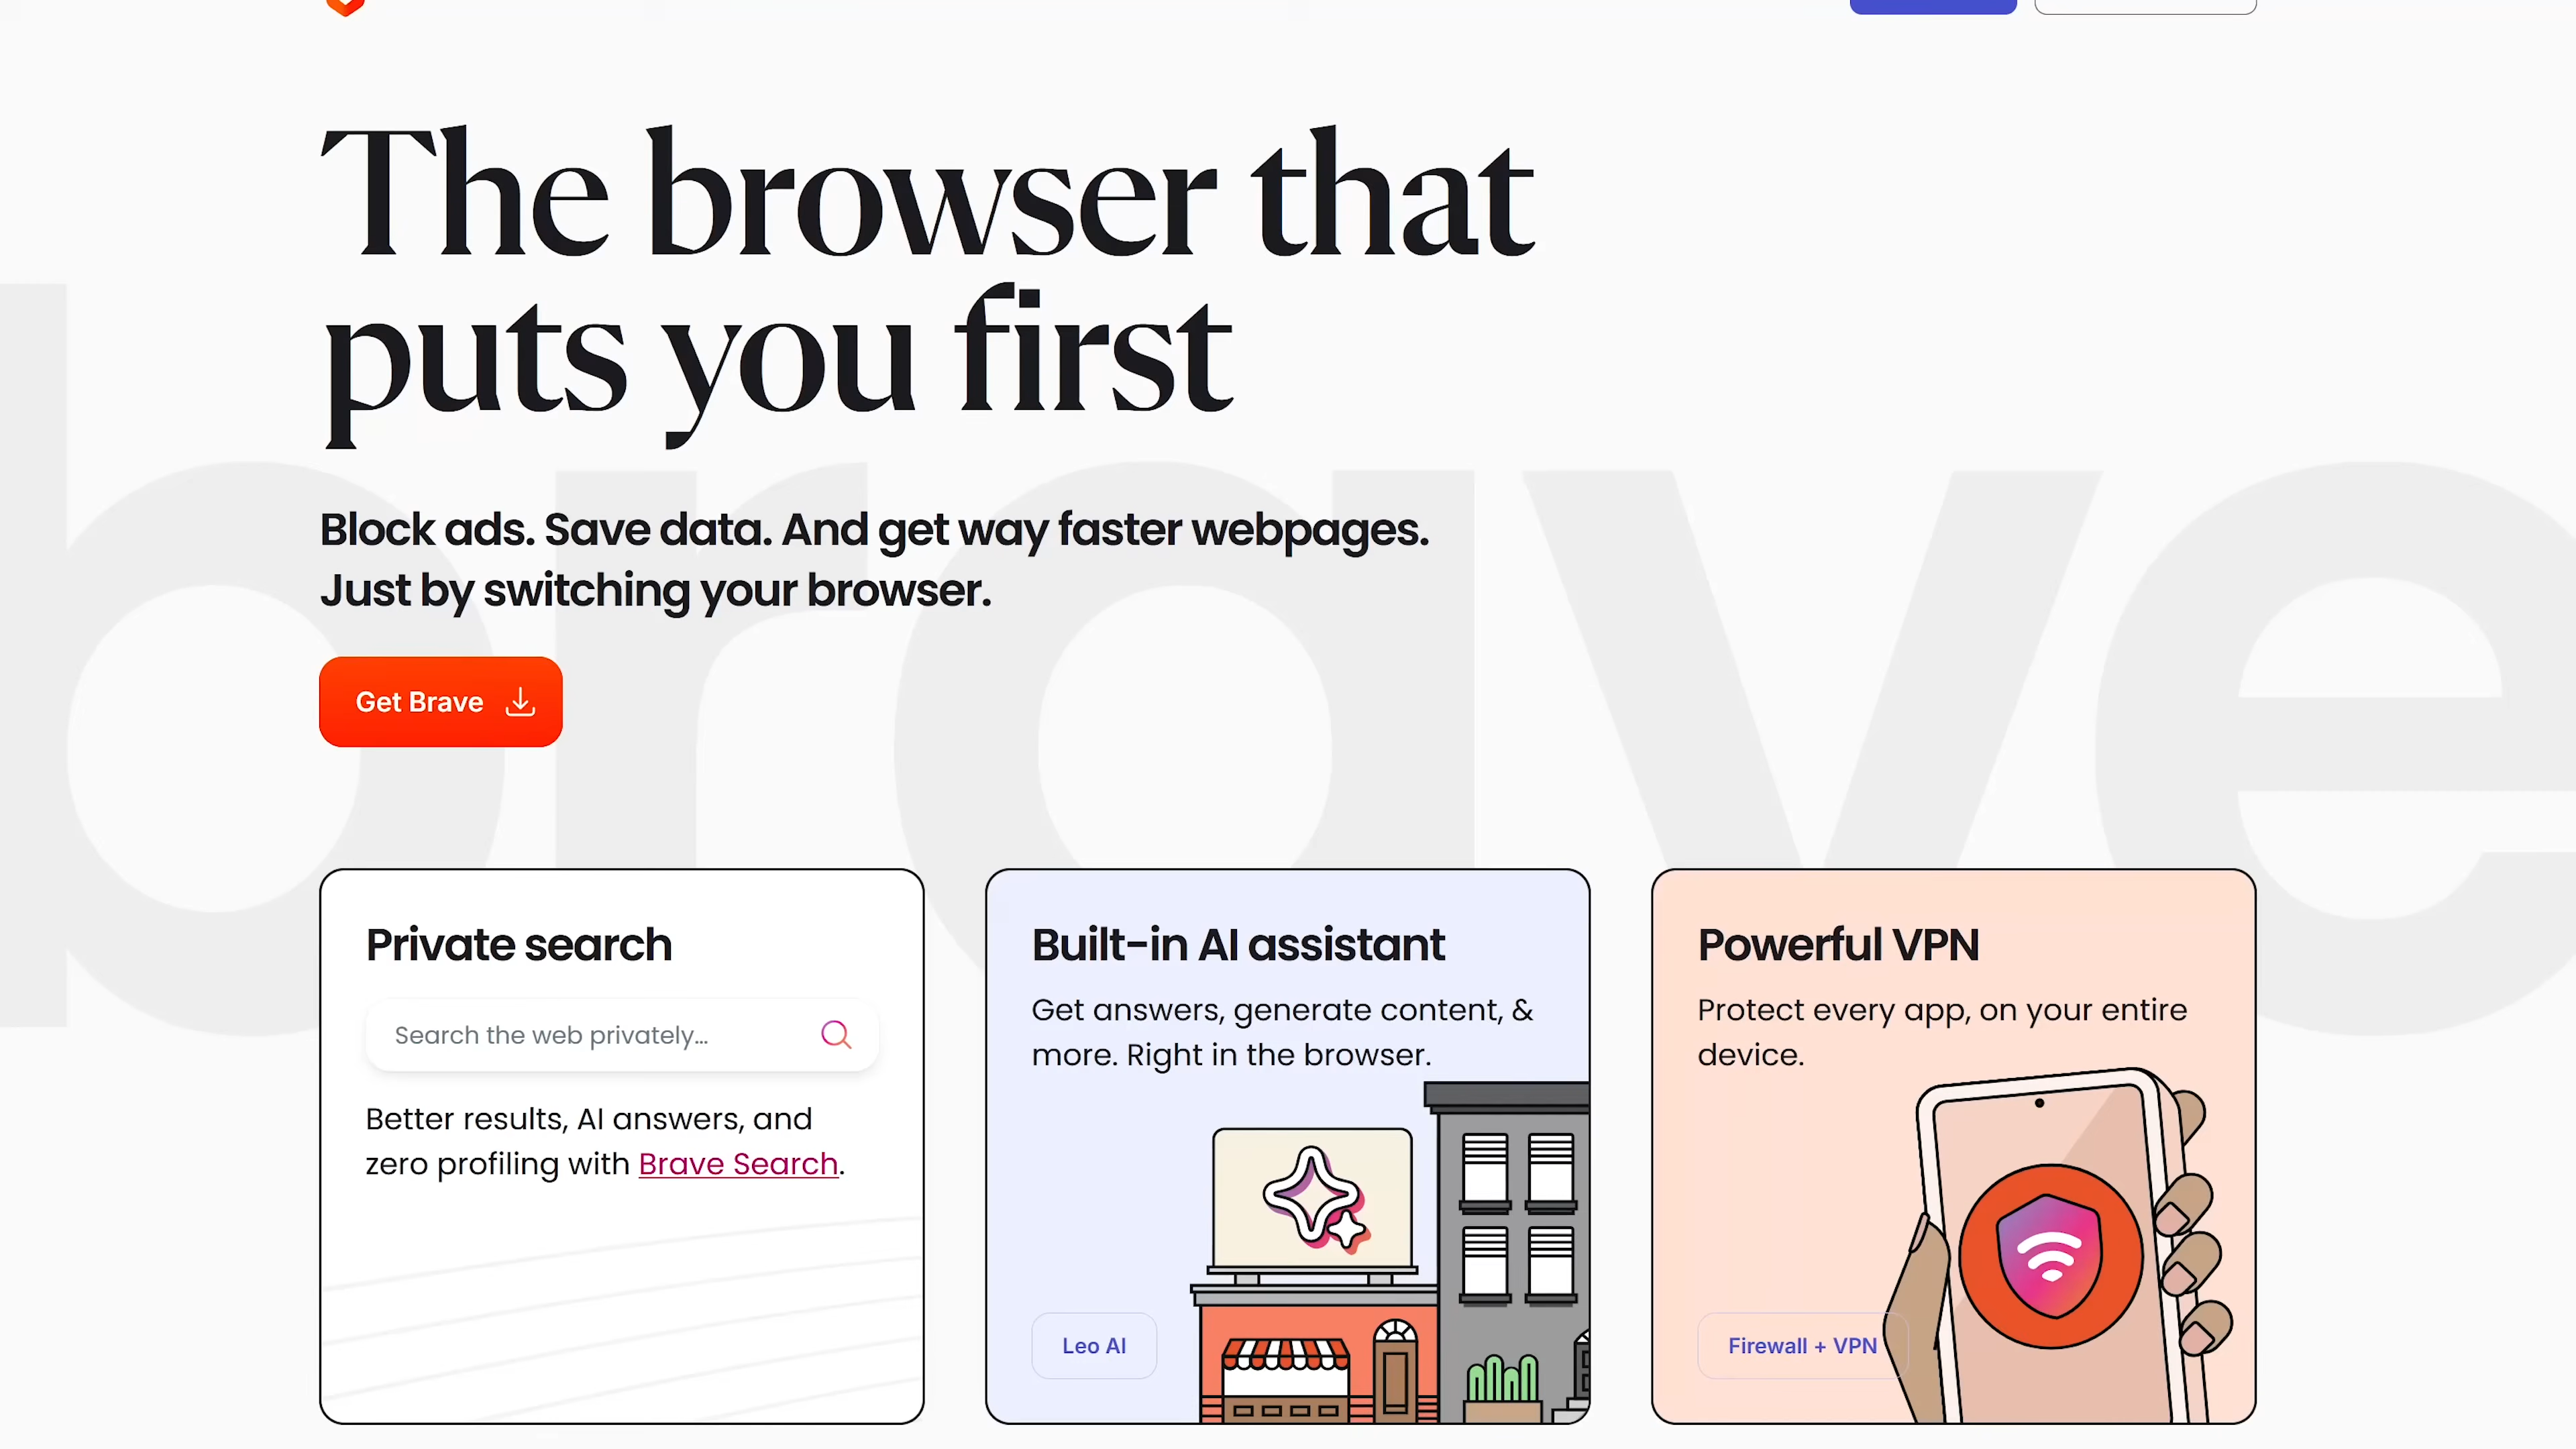 The browser that
puts you first
brave
Block ads. Save data. And get way faster webpages.
Just by switching your browser.
Get Brave
Private search
Search the web privately...
Better results, AI answers, and
zero profiling with Brave Search.
Built-in AI assistant
Get answers, generate content, &
more. Right in the browser.
Leo AI
Powerful VPN
Protect every app, on your entire
device.
Firewall + VPN